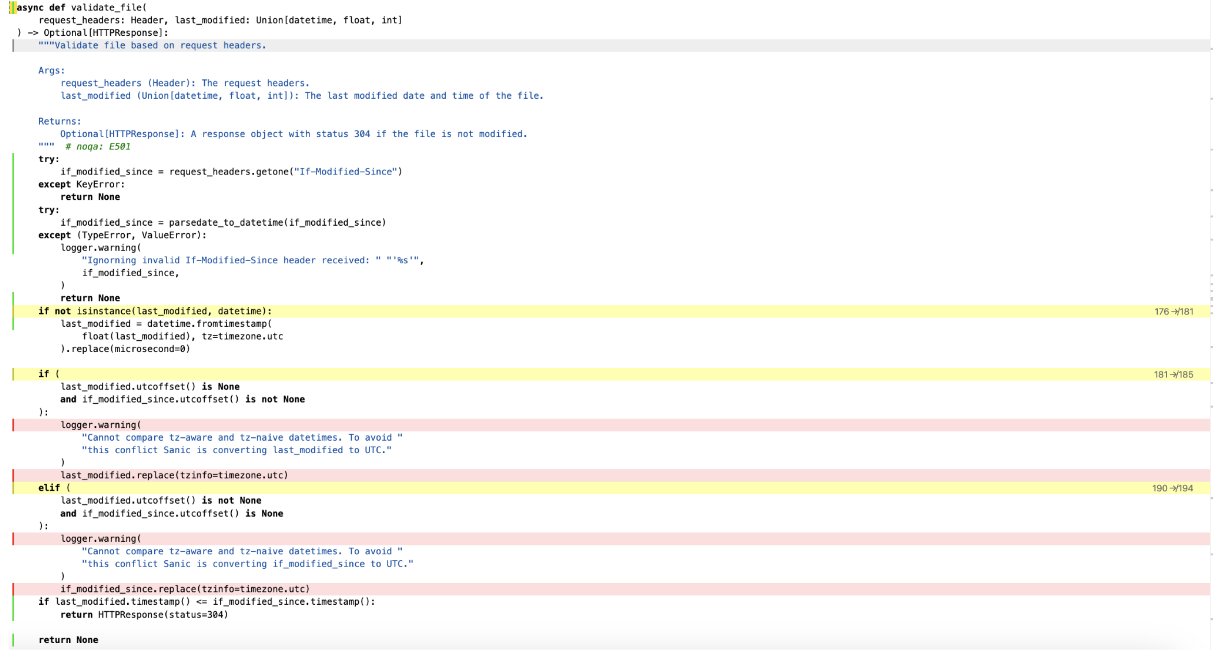 async def validate_file(
    request_headers: Header, last_modified: Union[datetime, float, int]
) -> Optional[HTTPResponse]:
    """Validate file based on request headers.

    Args:
        request_headers (Header): The request headers.
        last_modified (Union[datetime, float, int]): The last modified date and time of the file.

    Returns:
        Optional[HTTPResponse]: A response object with status 304 if the file is not modified.
    """  # noqa: E501
    try:
        if_modified_since = request_headers.getone("If-Modified-Since")
    except KeyError:
        return None
    try:
        if_modified_since = parsedate_to_datetime(if_modified_since)
    except (TypeError, ValueError):
        logger.warning(
            "Ignorning invalid If-Modified-Since header received: " "'%s'",
            if_modified_since,
        )
        return None
    if not isinstance(last_modified, datetime):    176 ↛ 181
        last_modified = datetime.fromtimestamp(
            float(last_modified), tz=timezone.utc
        ).replace(microsecond=0)

    if (    181 ↛ 185
        last_modified.utcoffset() is None
        and if_modified_since.utcoffset() is not None
    ):
        logger.warning(
            "Cannot compare tz-aware and tz-naive datetimes. To avoid "
            "this conflict Sanic is converting last_modified to UTC."
        )
        last_modified.replace(tzinfo=timezone.utc)
    elif (    190 ↛ 194
        last_modified.utcoffset() is not None
        and if_modified_since.utcoffset() is None
    ):
        logger.warning(
            "Cannot compare tz-aware and tz-naive datetimes. To avoid "
            "this conflict Sanic is converting if_modified_since to UTC."
        )
        if_modified_since.replace(tzinfo=timezone.utc)
    if last_modified.timestamp() <= if_modified_since.timestamp():
        return HTTPResponse(status=304)

    return None